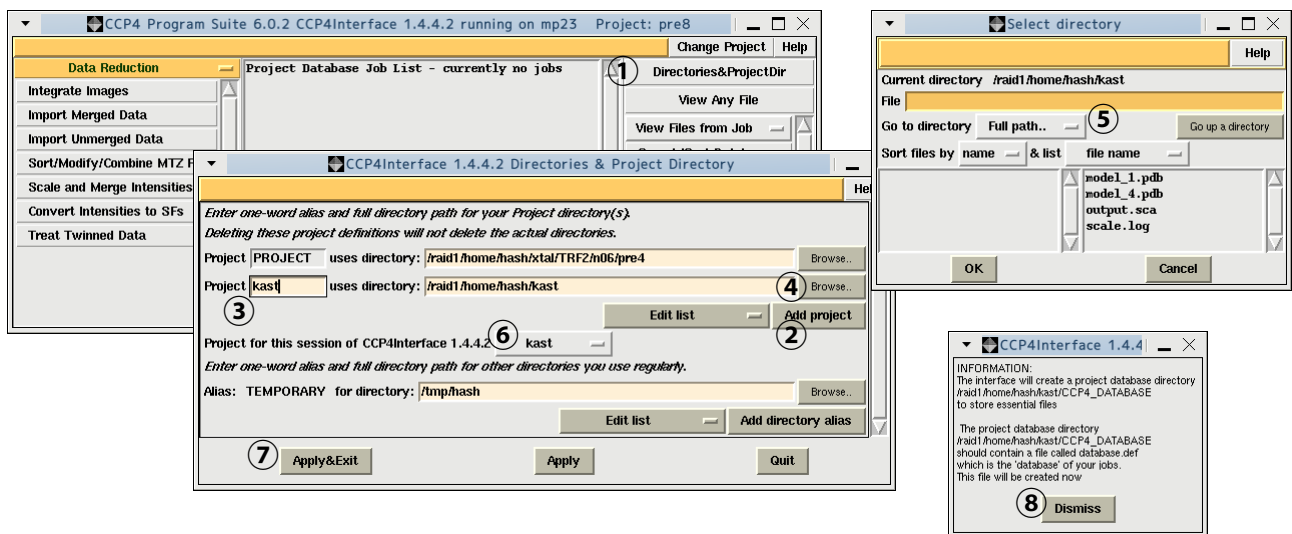 CCP4 Program Suite 6.0.2 CCP4Interface 1.4.4.2 running on mp23 Project: pre8
Change Project Help
Data Reduction
Integrate Images
Import Merged Data
Import Unmerged Data
Sort/Modify/Combine MTZ F
Scale and Merge Intensities
Convert Intensities to SFs
Treat Twinned Data
Project Database Job List - currently no jobs
① Directories&ProjectDir
View Any File
View Files from Job
CCP4Interface 1.4.4.2 Directories & Project Directory
Hel
Enter one-word alias and full directory path for your Project directory(s).
Deleting these project definitions will not delete the actual directories.
Project PROJECT uses directory: /raid1/home/hash/xtal/TRF2/n06/pre4 Browse..
Project kast uses directory: /raid1/home/hash/kast ④ Browse..
③
Edit list Add project
②
Project for this session of CCP4Interface 1.4.4.2 ⑥ kast
Enter one-word alias and full directory path for other directories you use regularly.
Alias: TEMPORARY for directory: /tmp/hash Browse..
Edit list Add directory alias
⑦ Apply&Exit Apply Quit
Select directory
Help
Current directory /raid1/home/hash/kast
File
Go to directory Full path.. ⑤ Go up a directory
Sort files by name & list file name
model_1.pdb
model_4.pdb
output.sca
scale.log
OK Cancel
CCP4Interface 1.4.4
INFORMATION:
The interface will create a project database directory
/raid1/home/hash/kast/CCP4_DATABASE
to store essential files
The project database directory
/raid1/home/hash/kast/CCP4_DATABASE
should contain a file called database.def
which is the 'database' of your jobs.
This file will be created now
⑧ Dismiss